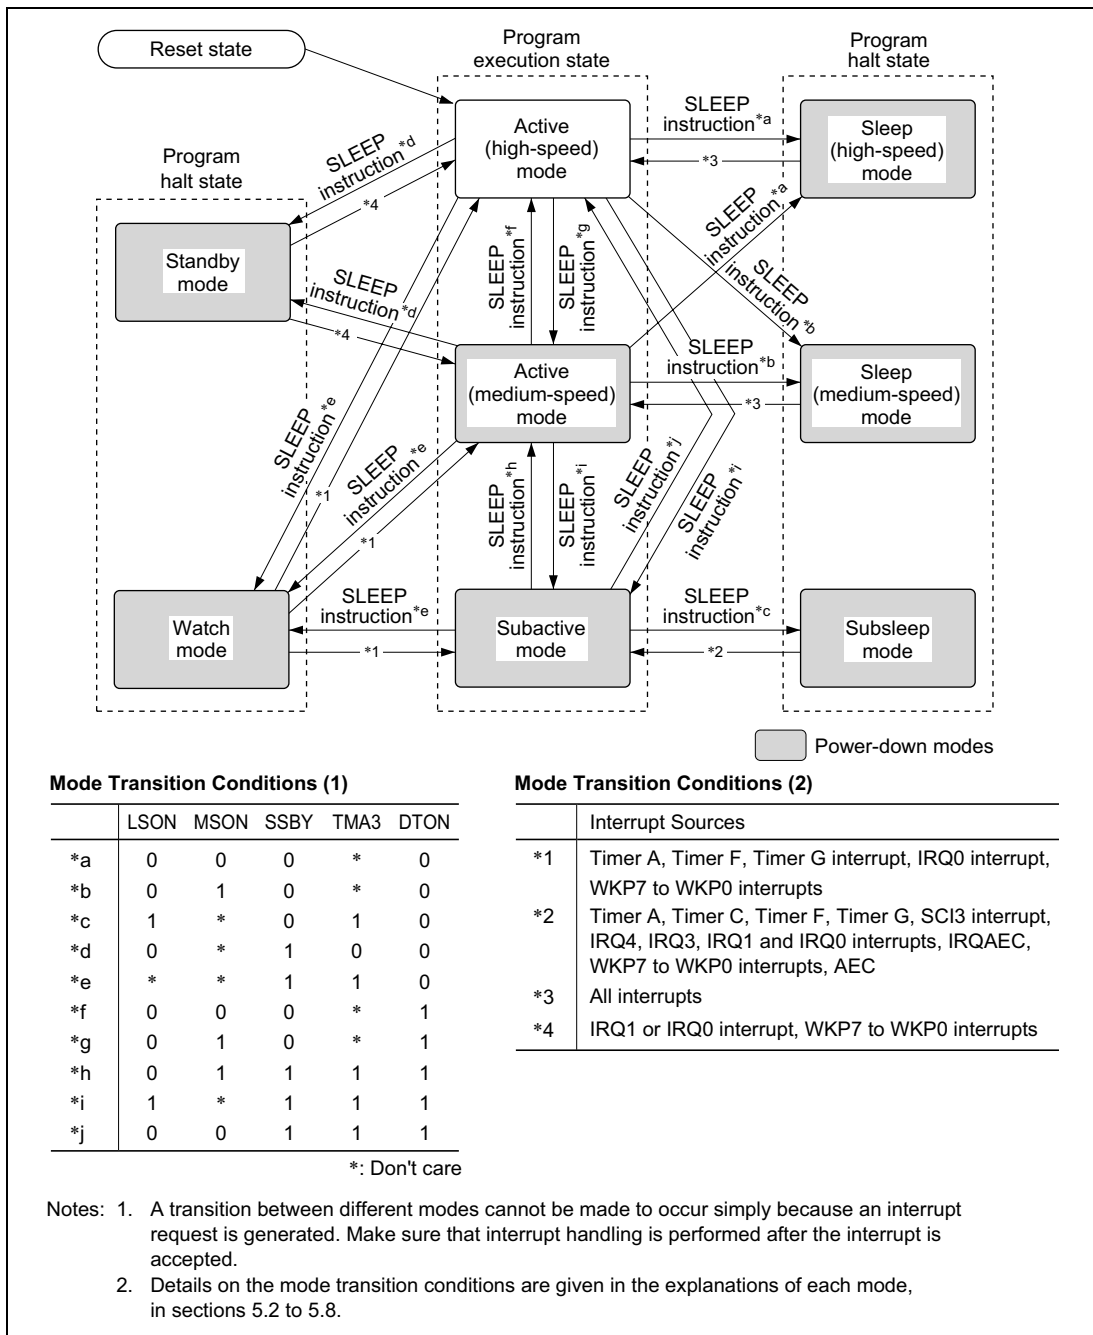 Reset state
Program
execution state
Program
halt state
Program
halt state
Active
(high-speed)
mode
SLEEP
instruction*a
*3
Sleep
(high-speed)
mode
SLEEP
instruction*d
*4
Standby
mode
SLEEP
instruction*d
*4
SLEEP
instruction*f
SLEEP
instruction*g
SLEEP
instruction*a
SLEEP
instruction*b
Active
(medium-speed)
mode
SLEEP
instruction*b
*3
Sleep
(medium-speed)
mode
SLEEP
instruction*e
*1
SLEEP
instruction*e
*1
SLEEP
instruction*h
SLEEP
instruction*i
SLEEP
instruction*j
SLEEP
instruction*i
Watch
mode
SLEEP
instruction*e
*1
Subactive
mode
SLEEP
instruction*c
*2
Subsleep
mode
Power-down modes
Mode Transition Conditions (1)
LSON MSON SSBY TMA3 DTON
*a 0 0 0 * 0
*b 0 1 0 * 0
*c 1 * 0 1 0
*d 0 * 1 0 0
*e * * 1 1 0
*f 0 0 0 * 1
*g 0 1 0 * 1
*h 0 1 1 1 1
*i 1 * 1 1 1
*j 0 0 1 1 1
*: Don't care
Mode Transition Conditions (2)
Interrupt Sources
*1 Timer A, Timer F, Timer G interrupt, IRQ0 interrupt,
WKP7 to WKP0 interrupts
*2 Timer A, Timer C, Timer F, Timer G, SCI3 interrupt,
IRQ4, IRQ3, IRQ1 and IRQ0 interrupts, IRQAEC,
WKP7 to WKP0 interrupts, AEC
*3 All interrupts
*4 IRQ1 or IRQ0 interrupt, WKP7 to WKP0 interrupts
Notes: 1. A transition between different modes cannot be made to occur simply because an interrupt
request is generated. Make sure that interrupt handling is performed after the interrupt is
accepted.
2. Details on the mode transition conditions are given in the explanations of each mode,
in sections 5.2 to 5.8.